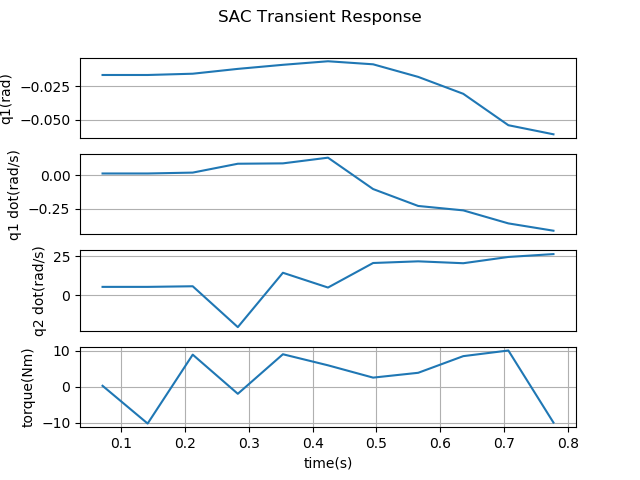 SAC Transient Response
q1(rad)
−0.025
−0.050
q1 dot(rad/s)
0.00
−0.25
q2 dot(rad/s)
25
0
torque(Nm)
10
0
−10
0.1 0.2 0.3 0.4 0.5 0.6 0.7 0.8
time(s)